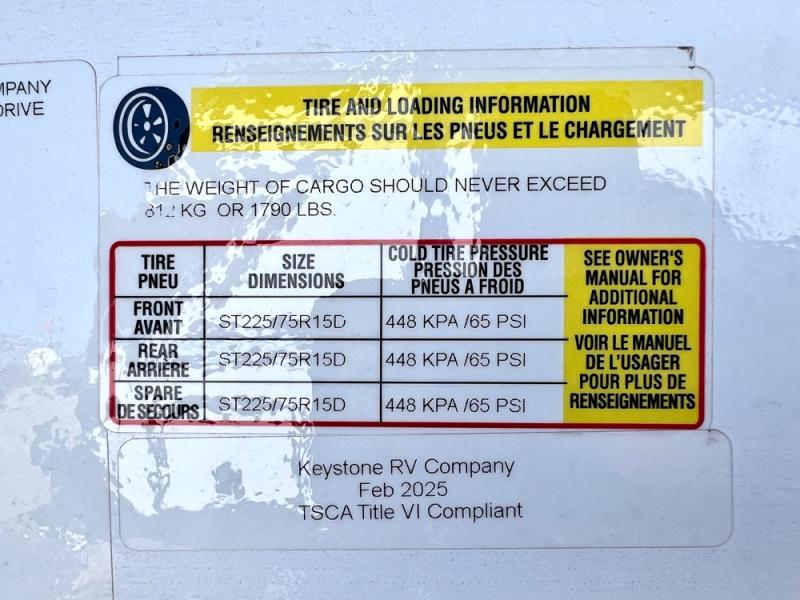 MPANY
DRIVE
TIRE AND LOADING INFORMATION
RENSEIGNEMENTS SUR LES PNEUS ET LE CHARGEMENT
THE WEIGHT OF CARGO SHOULD NEVER EXCEED
812 KG OR 1790 LBS.
TIRE
PNEU
SIZE
DIMENSIONS
COLD TIRE PRESSURE
PRESSION DES
PNEUS A FROID
FRONT
AVANT
ST225/75R15D
448 KPA /65 PSI
REAR
ARRIÈRE
ST225/75R15D
448 KPA /65 PSI
SPARE
DE SECOURS
ST225/75R15D
448 KPA /65 PSI
SEE OWNER'S
MANUAL FOR
ADDITIONAL
INFORMATION
VOIR LE MANUEL
DE L'USAGER
POUR PLUS DE
RENSEIGNEMENTS
Keystone RV Company
Feb 2025
TSCA Title VI Compliant